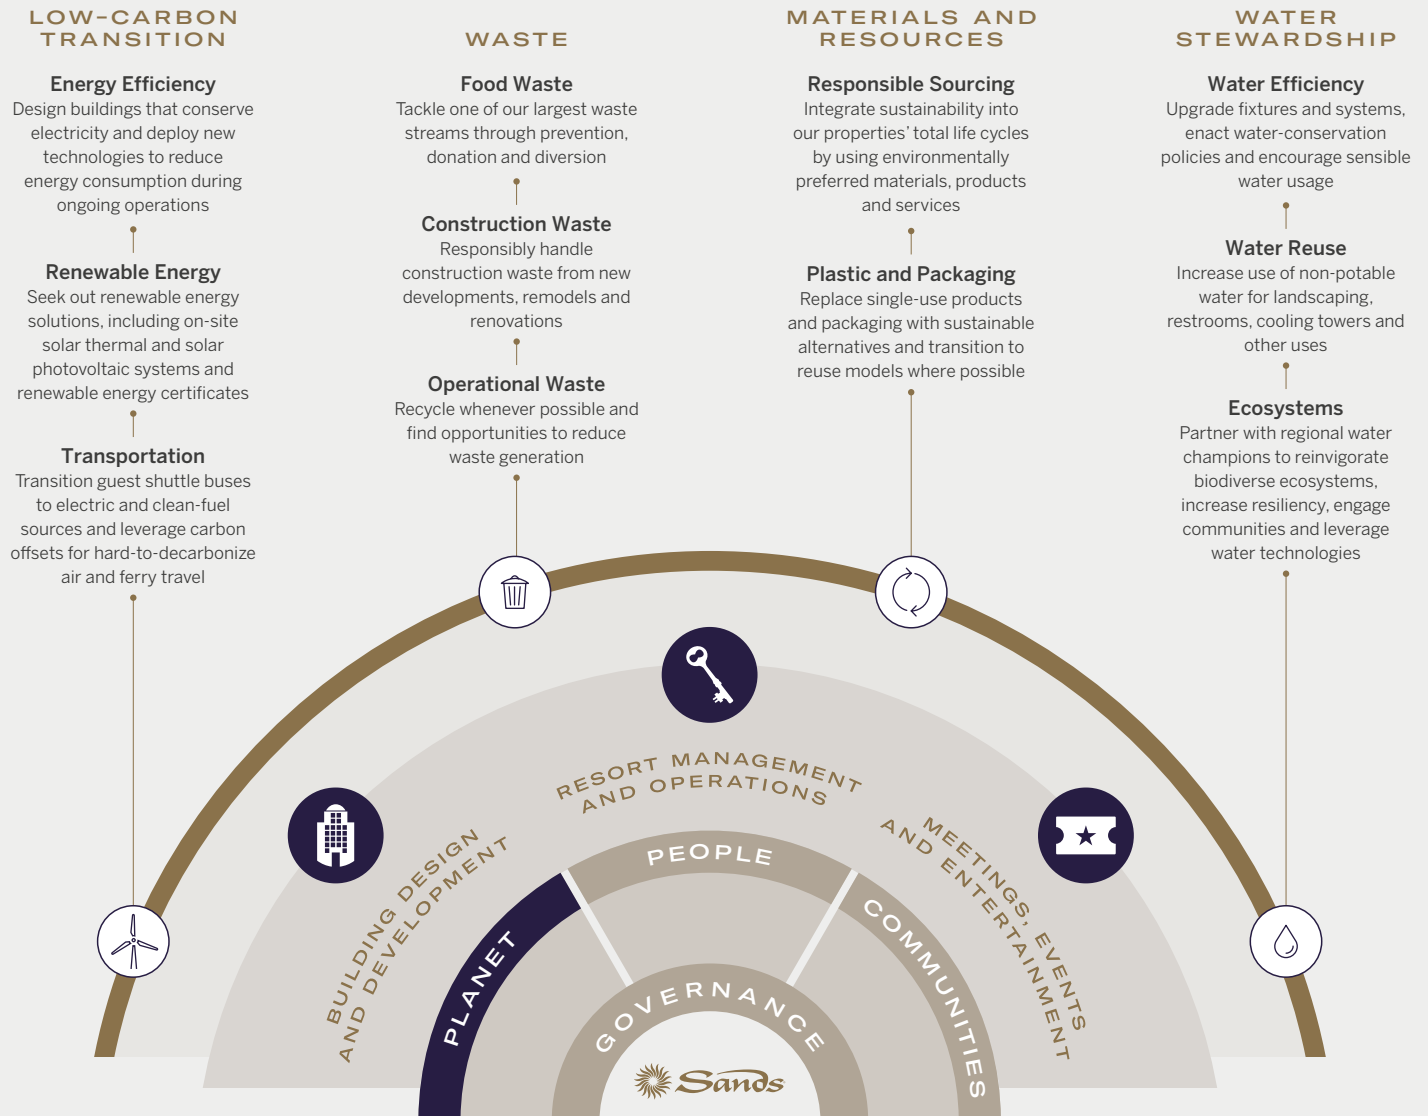 LOW-CARBON
TRANSITION
Energy Efficiency
Design buildings that conserve
electricity and deploy new
technologies to reduce
energy consumption during
ongoing operations
Renewable Energy
Seek out renewable energy
solutions, including on-site
solar thermal and solar
photovoltaic systems and
renewable energy certificates
Transportation
Transition guest shuttle buses
to electric and clean-fuel
sources and leverage carbon
offsets for hard-to-decarbonize
air and ferry travel
WASTE
Food Waste
Tackle one of our largest waste
streams through prevention,
donation and diversion
Construction Waste
Responsibly handle
construction waste from new
developments, remodels and
renovations
Operational Waste
Recycle whenever possible and
find opportunities to reduce
waste generation
MATERIALS AND
RESOURCES
Responsible Sourcing
Integrate sustainability into
our properties' total life cycles
by using environmentally
preferred materials, products
and services
Plastic and Packaging
Replace single-use products
and packaging with sustainable
alternatives and transition to
reuse models where possible
WATER
STEWARDSHIP
Water Efficiency
Upgrade fixtures and systems,
enact water-conservation
policies and encourage sensible
water usage
Water Reuse
Increase use of non-potable
water for landscaping,
restrooms, cooling towers and
other uses
Ecosystems
Partner with regional water
champions to reinvigorate
biodiverse ecosystems,
increase resiliency, engage
communities and leverage
water technologies
BUILDING DESIGN
AND DEVELOPMENT
RESORT MANAGEMENT
AND OPERATIONS
MEETINGS, EVENTS
AND ENTERTAINMENT
PLANET
PEOPLE
COMMUNITIES
GOVERNANCE
Sands